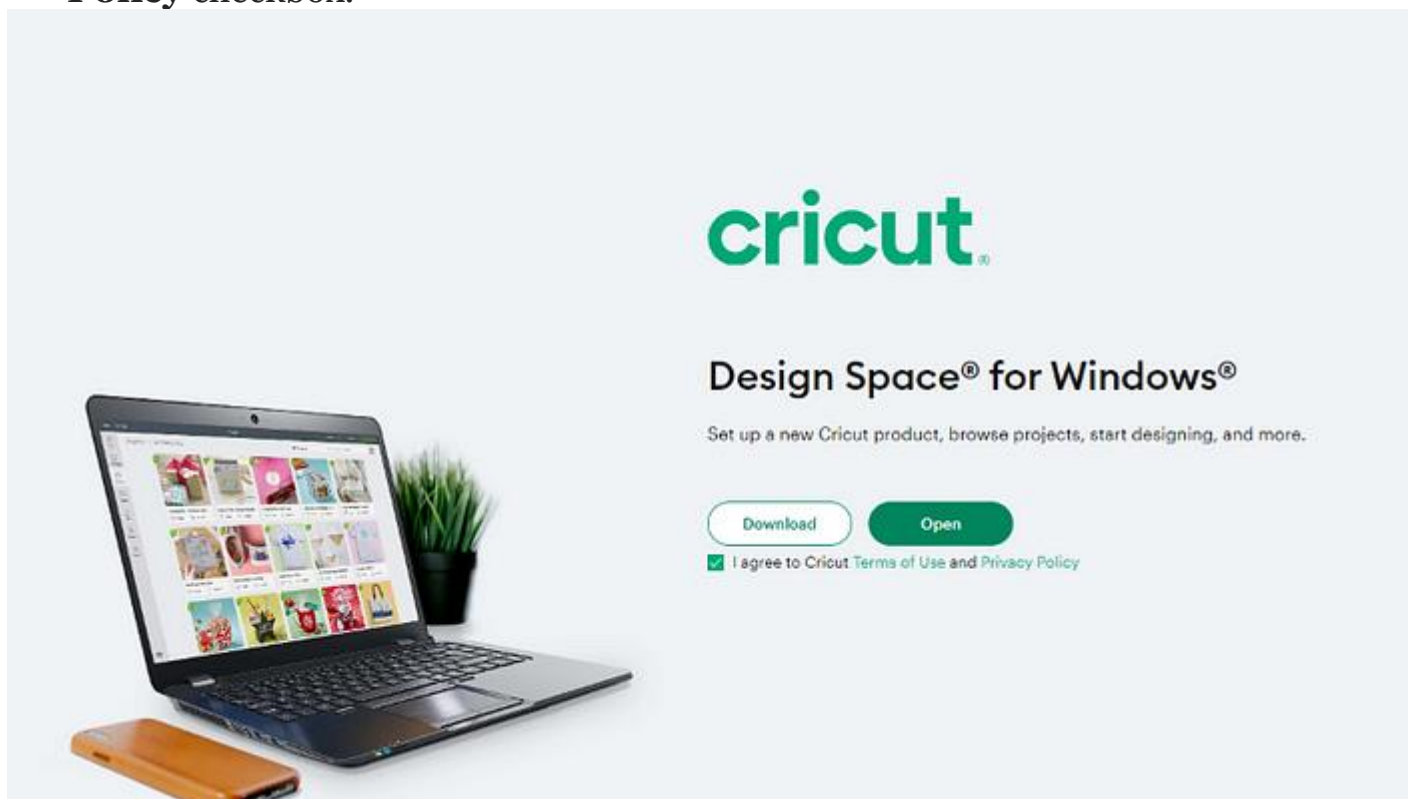 Policy checkbox.
cricut®
Design Space® for Windows®
Set up a new Cricut product, browse projects, start designing, and more.
Download
Open
I agree to Cricut Terms of Use and Privacy Policy